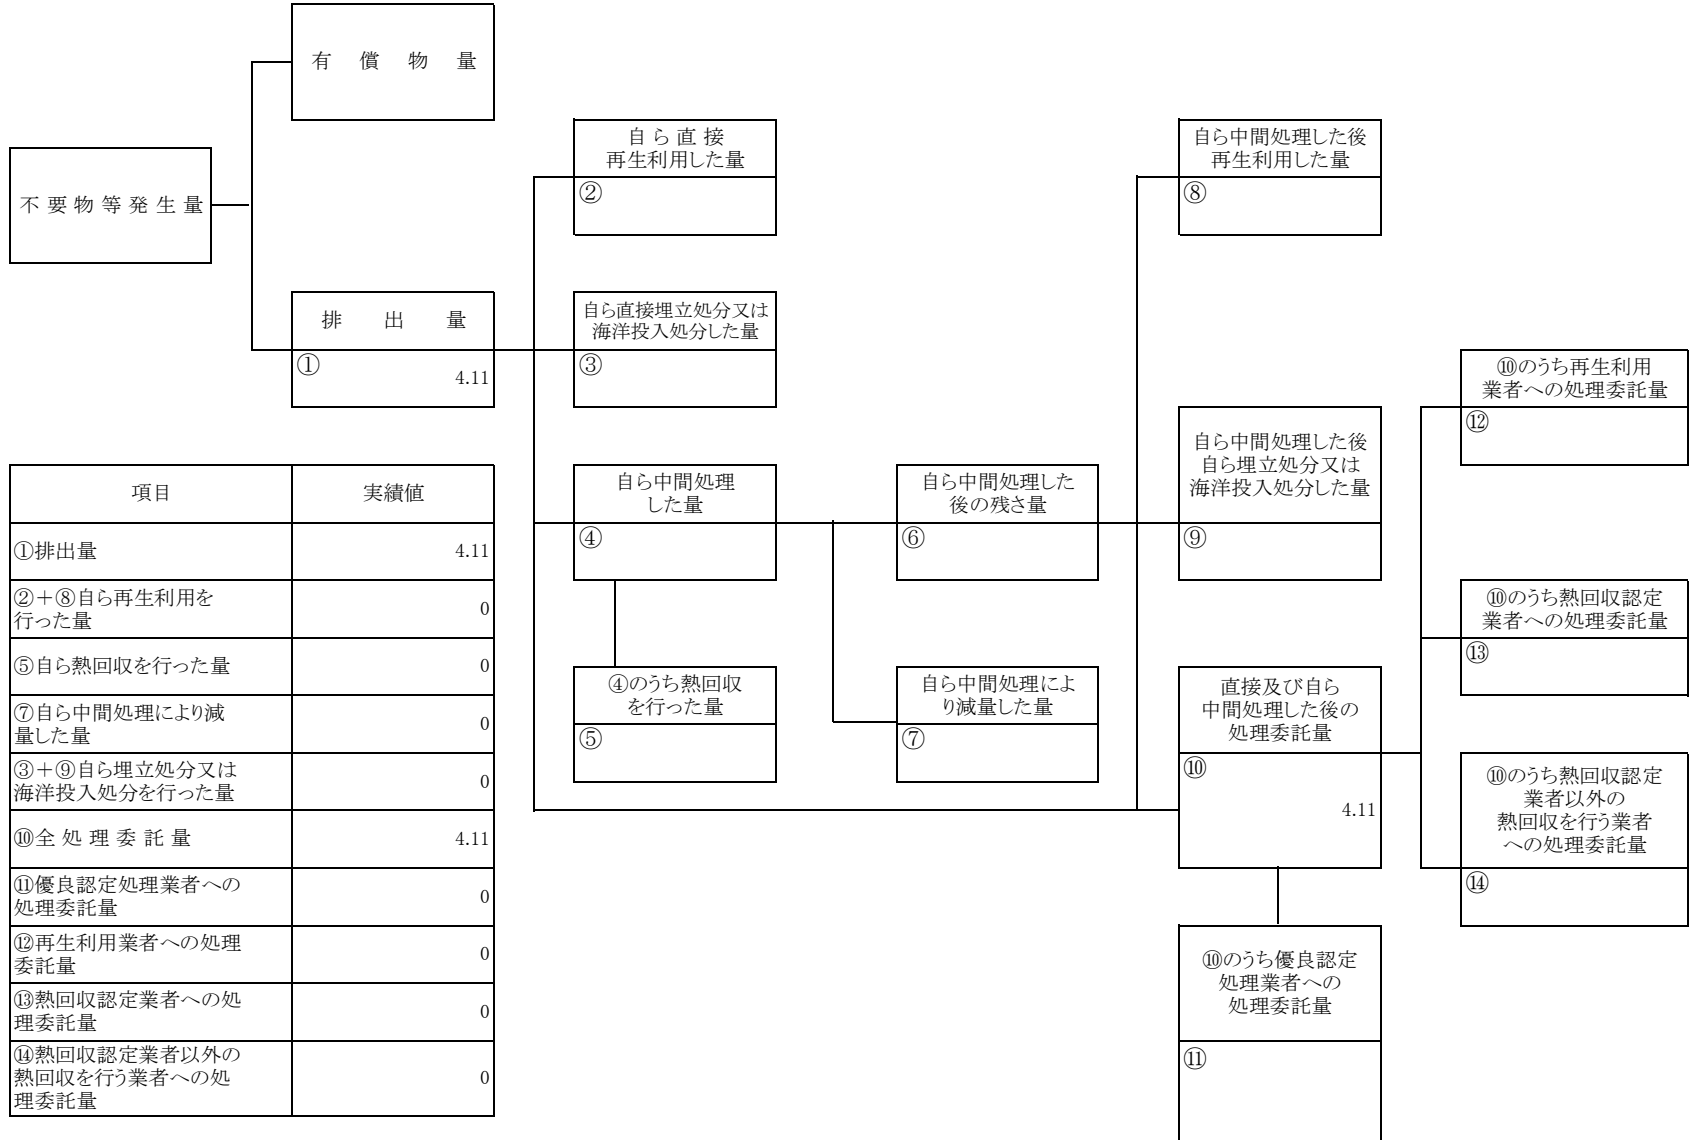 有償物量
不要物等発生量
排出量
①
4.11
自ら直接
再生利用した量
②
自ら直接埋立処分又は
海洋投入処分した量
③
自ら中間処理
した量
④
④のうち熱回収
を行った量
⑤
自ら中間処理した
後の残さ量
⑥
自ら中間処理によ
り減量した量
⑦
自ら中間処理した後
再生利用した量
⑧
自ら中間処理した後
自ら埋立処分又は
海洋投入処分した量
⑨
直接及び自ら
中間処理した後の
処理委託量
⑩
4.11
⑩のうち優良認定
処理業者への
処理委託量
⑪
⑩のうち再生利用
業者への処理委託量
⑫
⑩のうち熱回収認定
業者への処理委託量
⑬
⑩のうち熱回収認定
業者以外の
熱回収を行う業者
への処理委託量
⑭
項目 実績値
①排出量 4.11
②+⑧自ら再生利用を
行った量 0
⑤自ら熱回収を行った量 0
⑦自ら中間処理により減
量した量 0
③+⑨自ら埋立処分又は
海洋投入処分を行った量 0
⑩全処理委託量 4.11
⑪優良認定処理業者への
処理委託量 0
⑫再生利用業者への処理
委託量 0
⑬熱回収認定業者への処
理委託量 0
⑭熱回収認定業者以外の
熱回収を行う業者への処
理委託量 0